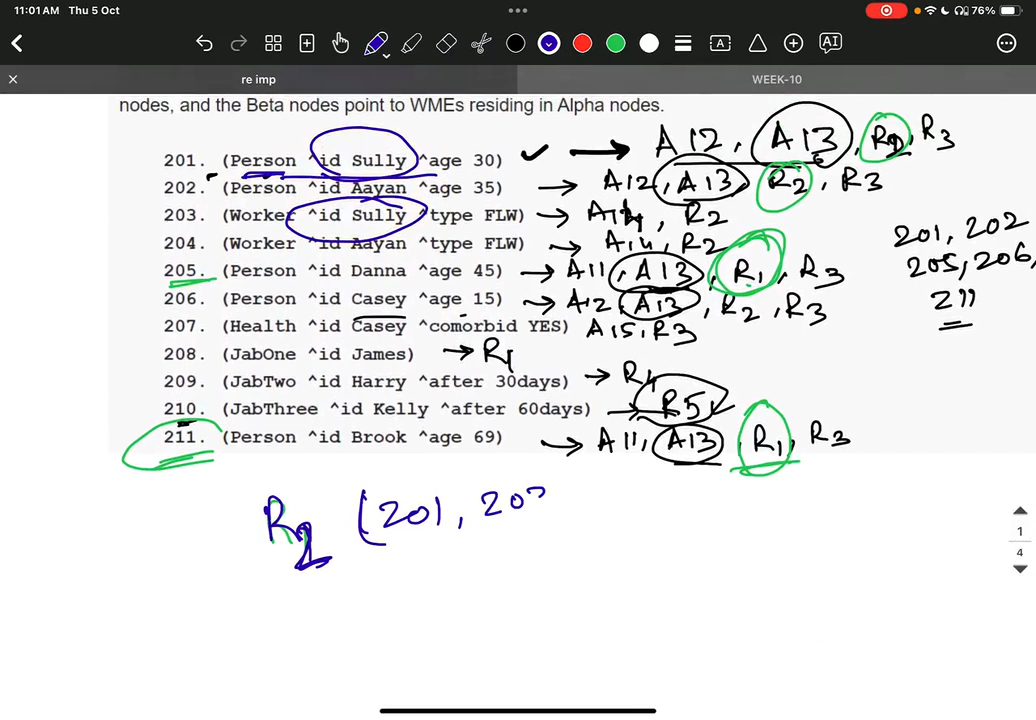 11:01 AM Thu 5 Oct 76%
A AI
re imp WEEK-10
nodes, and the Beta nodes point to WMEs residing in Alpha nodes.
201. (Person ^id Sully ^age 30) ✓ → A12, A13, R2, R3
202. (Person ^id Aayan ^age 35) → A12, A13, R2, R3
203. (Worker ^id Sully ^type FLW) → A14, R2
204. (Worker ^id Aayan ^type FLW) → A14, R2
205. (Person ^id Danna ^age 45) → A11, A13, R1, R3
206. (Person ^id Casey ^age 15) → A12, A13, R2, R3
207. (Health ^id Casey ^comorbid YES) A15, R3
208. (JabOne ^id James) → R4
209. (JabTwo ^id Harry ^after 30days) → R4
210. (JabThree ^id Kelly ^after 60days) → R5
211. (Person ^id Brook ^age 69) → A11, A13, R1, R3
201, 202
205, 206,
211
R2 (201, 20
1
4